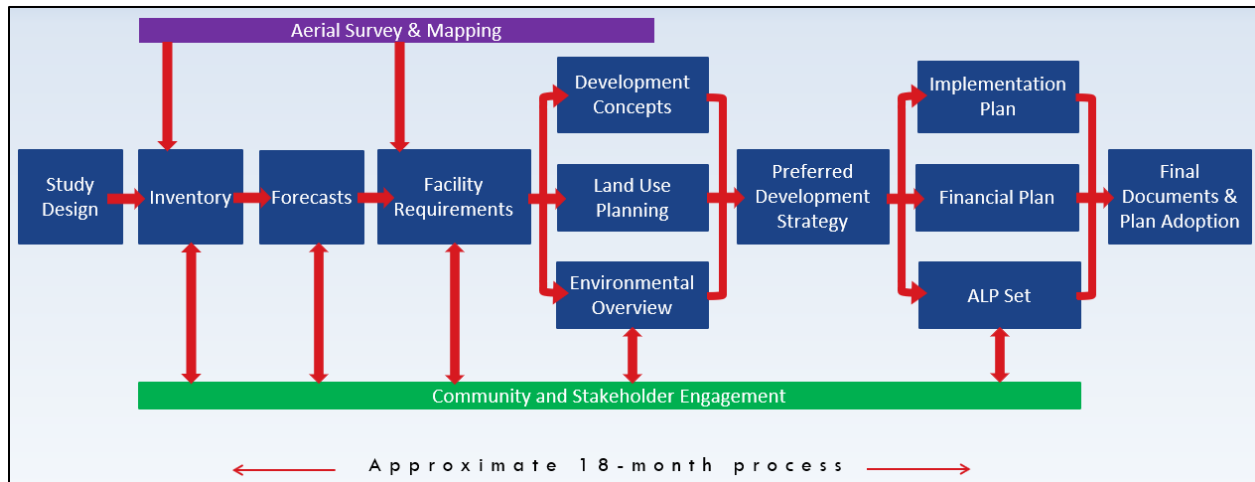 Aerial Survey & Mapping
Development
Concepts
Implementation
Plan
Study
Design
Inventory
Forecasts
Facility
Requirements
Land Use
Planning
Preferred
Development
Strategy
Financial Plan
Final
Documents &
Plan Adoption
Environmental
Overview
ALP Set
Community and Stakeholder Engagement
Approximate 18-month process